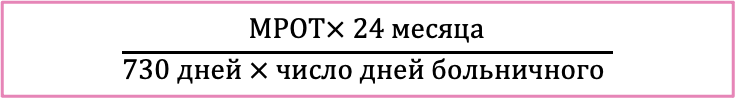 МРОТ× 24 месяца
730 дней × число дней больничного